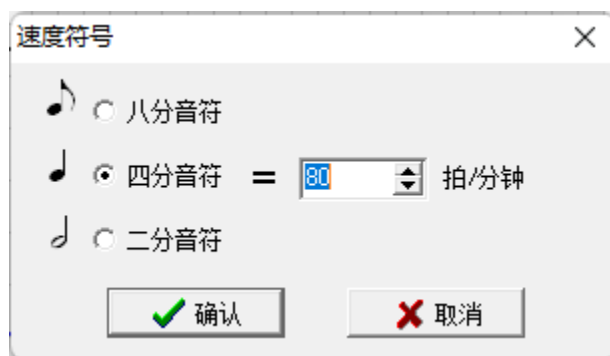 速度符号
八分音符
四分音符 = 80 拍/分钟
二分音符
确认 取消